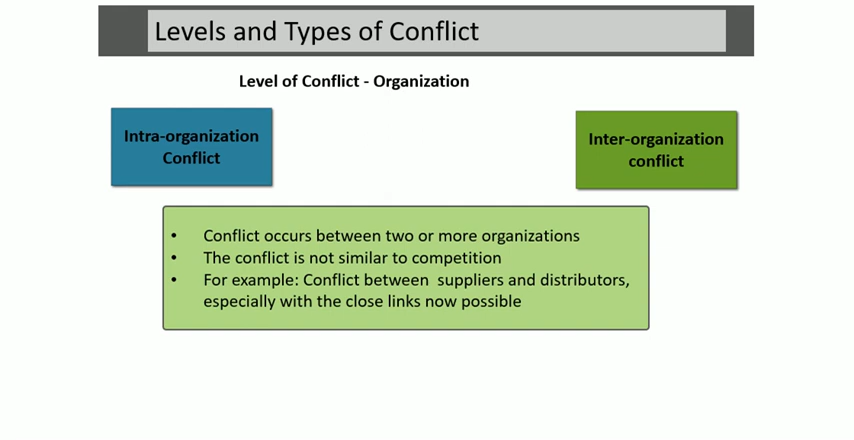 Levels and Types of Conflict
Level of Conflict - Organization
Intra-organization
Conflict
Inter-organization
conflict
• Conflict occurs between two or more organizations
• The conflict is not similar to competition
• For example: Conflict between suppliers and distributors,
especially with the close links now possible